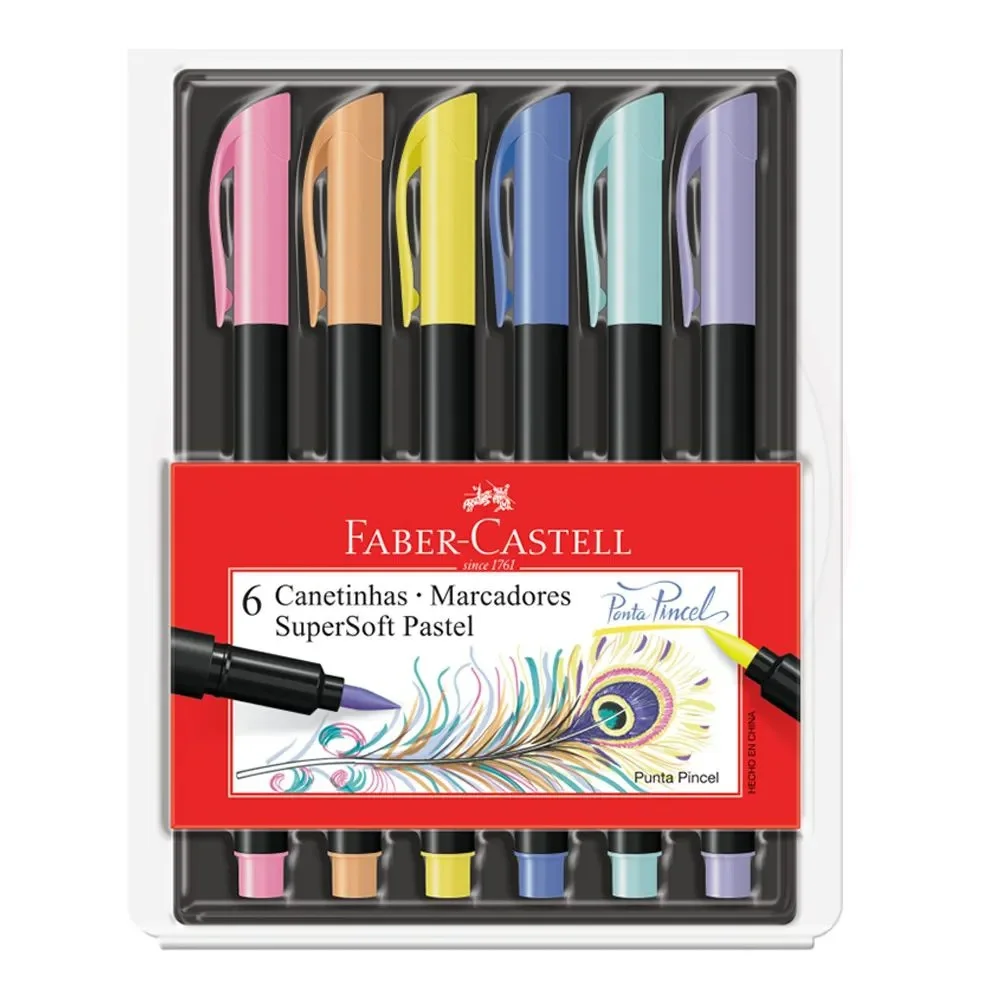 FABER-CASTELL
since 1761
6 Canetinhas · Marcadores
SuperSoft Pastel
Ponta Pincel
Punta Pincel
HECHO EN CHINA